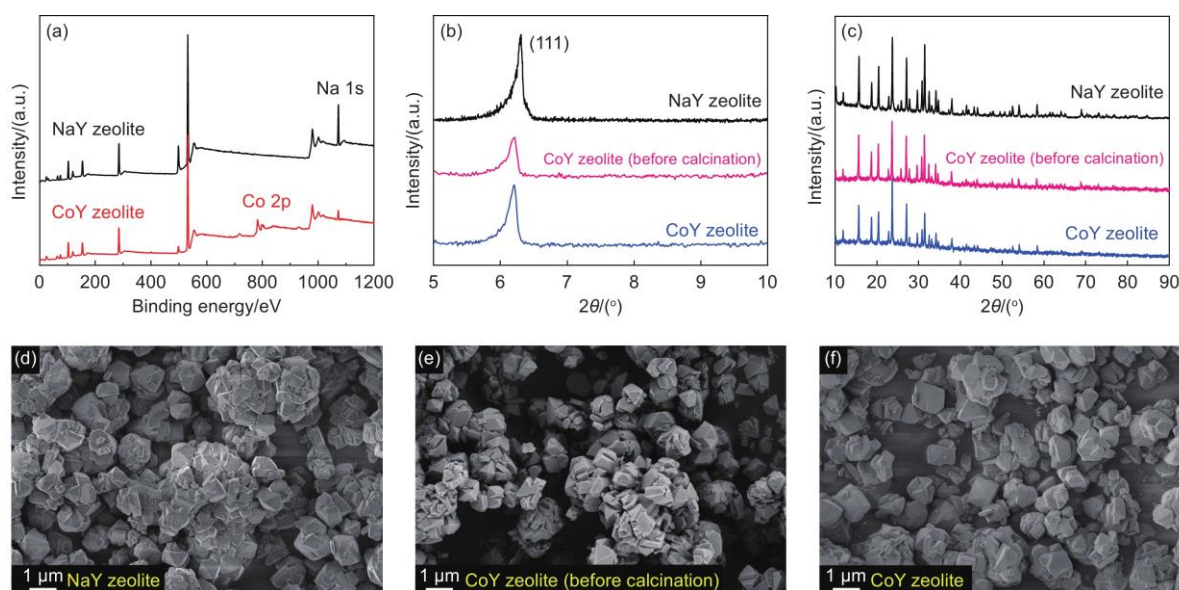 (a)
Intensity/(a.u.)
Na 1s
NaY zeolite
Co 2p
CoY zeolite
0 200 400 600 800 1000 1200
Binding energy/eV
(b)
Intensity/(a.u.)
(111)
NaY zeolite
CoY zeolite (before calcination)
CoY zeolite
5 6 7 8 9 10
2θ/(°)
(c)
Intensity/(a.u.)
NaY zeolite
CoY zeolite (before calcination)
CoY zeolite
10 20 30 40 50 60 70 80 90
2θ/(°)
(d)
1 μm NaY zeolite
(e)
1 μm CoY zeolite (before calcination)
(f)
1 μm CoY zeolite